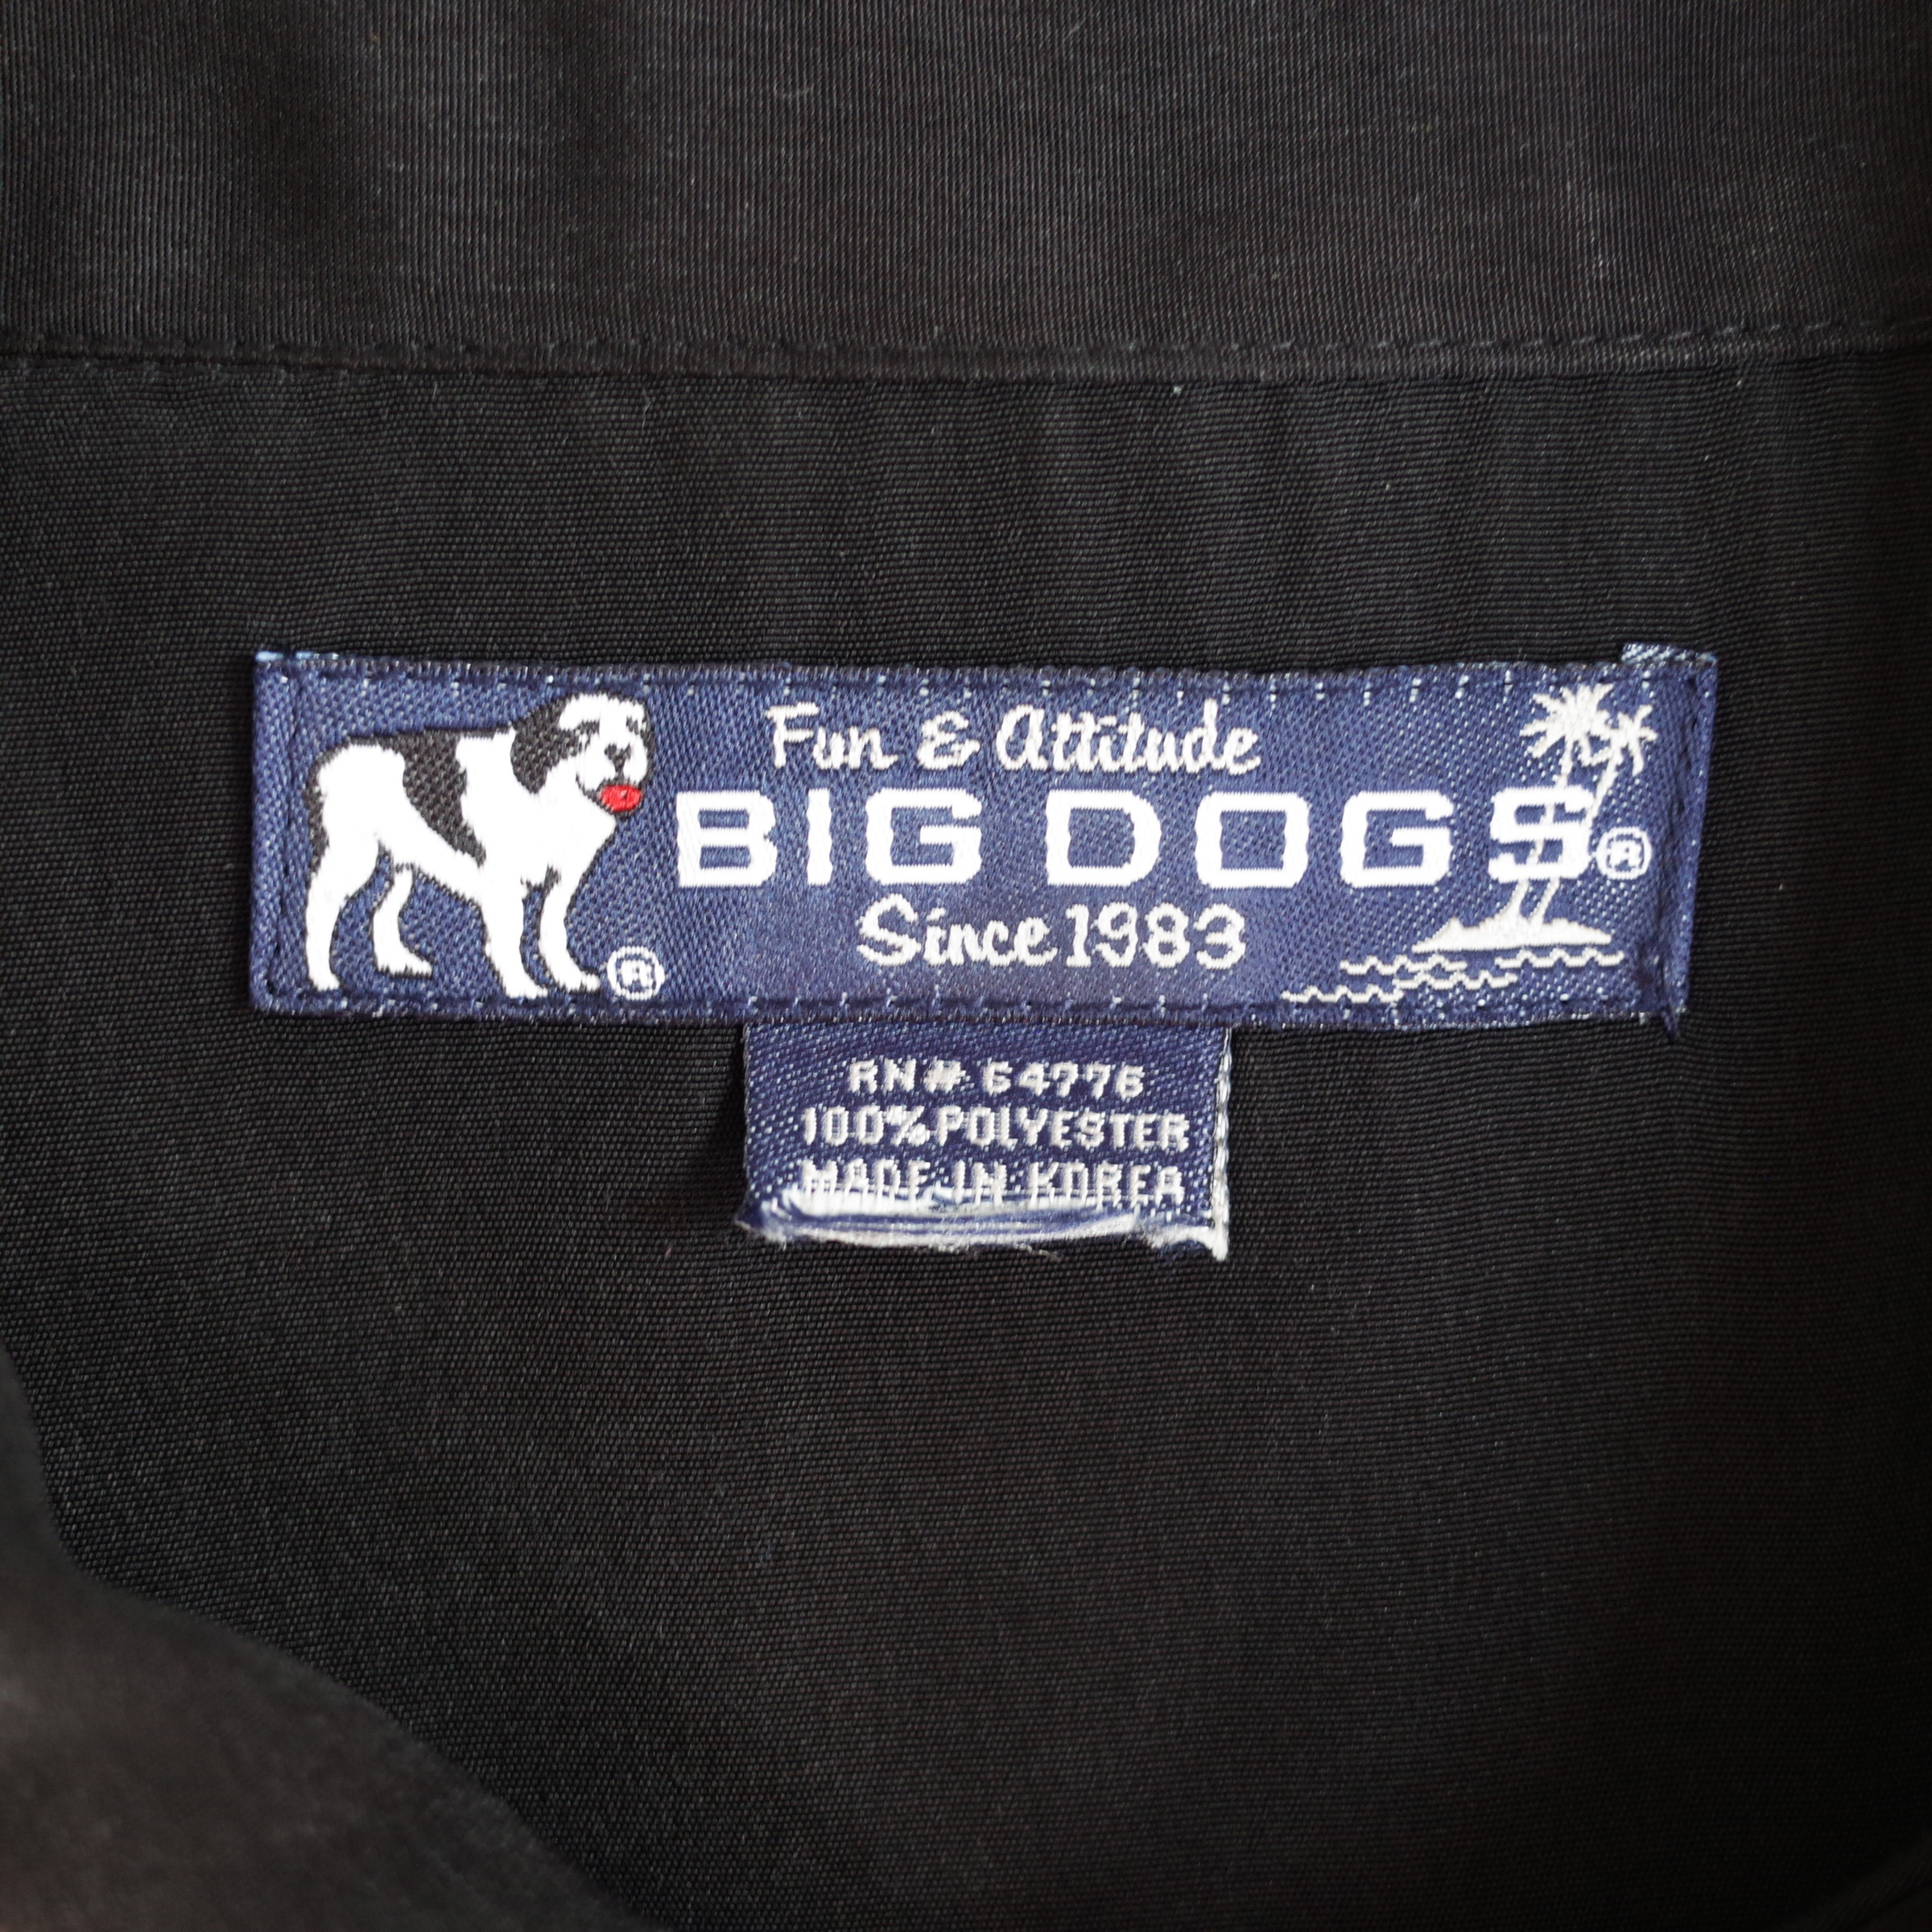 Fun & Attitude
BIG DOGS®
Since 1983
®
RN# 64776
100% POLYESTER
MADE IN KOREA